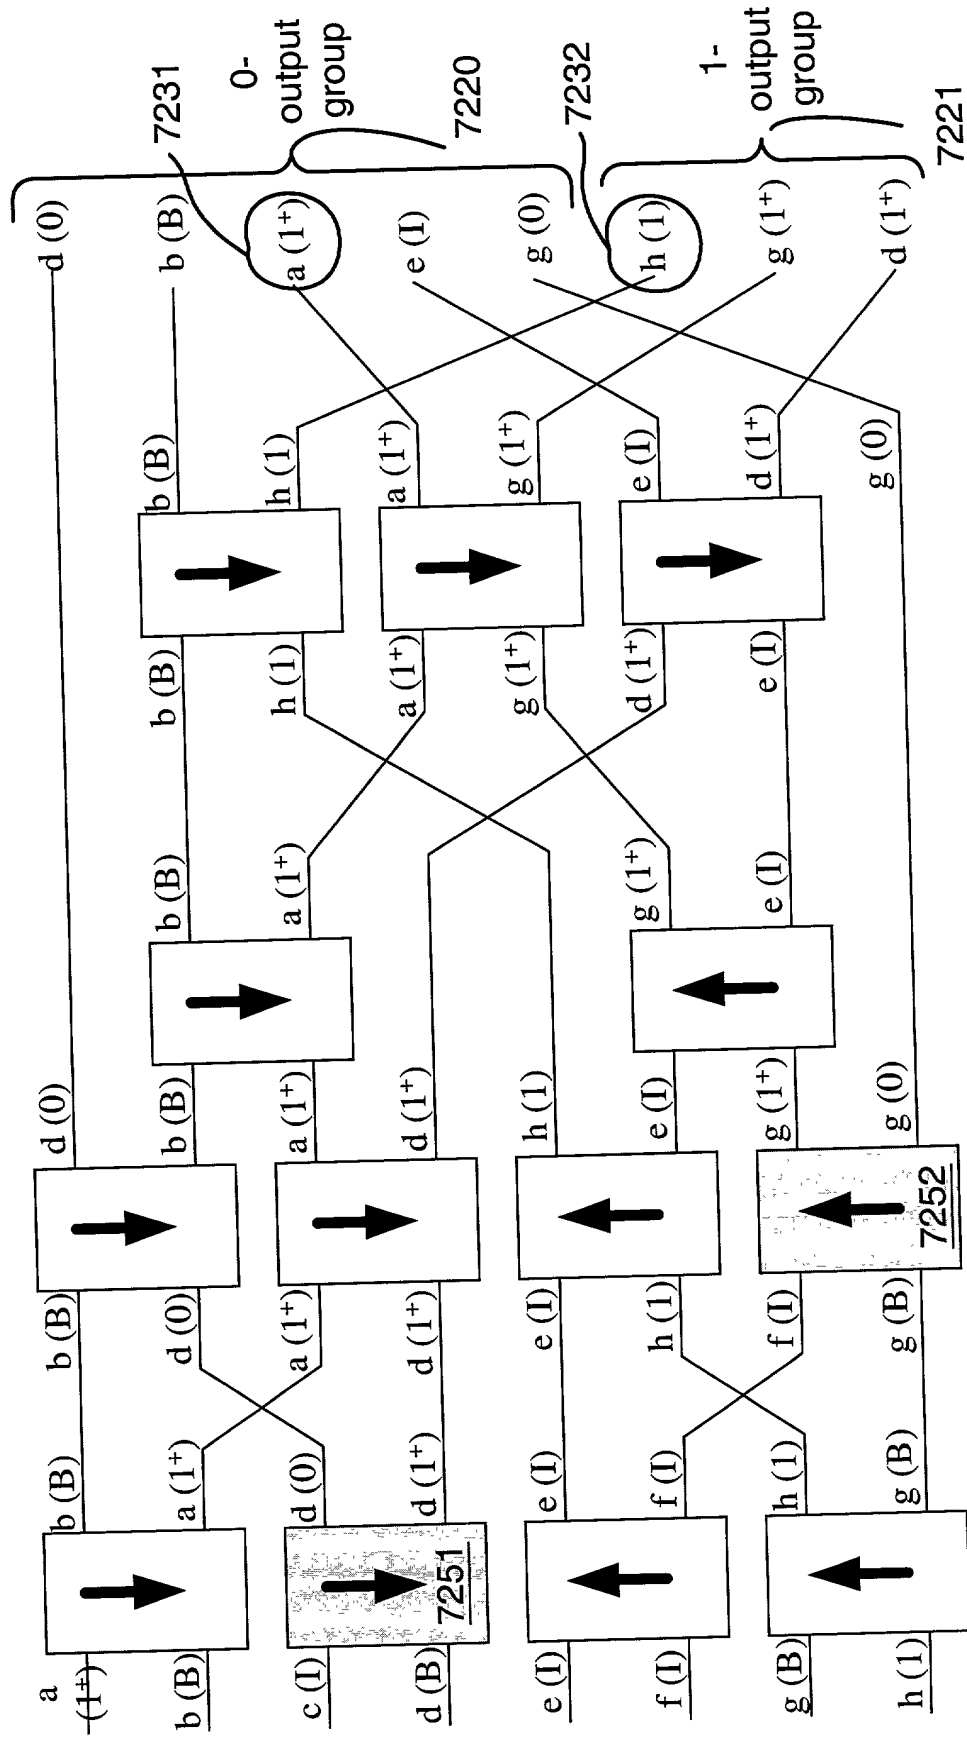 a
(1⁺)
b (B)
c (I)
d (B)
e (I)
f (I)
g (B)
h (1)
7251
b (B)
a (1⁺)
d (0)
d (1⁺)
e (I)
f (I)
h (1)
g (B)
b (B)
d (0)
a (1⁺)
d (1⁺)
e (I)
h (1)
f (I)
g (B)
7252
d (0)
b (B)
a (1⁺)
d (1⁺)
h (1)
e (I)
g (1⁺)
g (0)
b (B)
a (1⁺)
g (1⁺)
e (I)
b (B)
h (1)
a (1⁺)
g (1⁺)
d (1⁺)
e (I)
b (B)
h (1)
a (1⁺)
g (1⁺)
e (I)
d (1⁺)
g (0)
d (0)
b (B)
a (1⁺)
e (I)
g (0)
h (1)
g (1⁺)
d (1⁺)
7231
0-
output
group
7220
7232
1-
output
group
7221